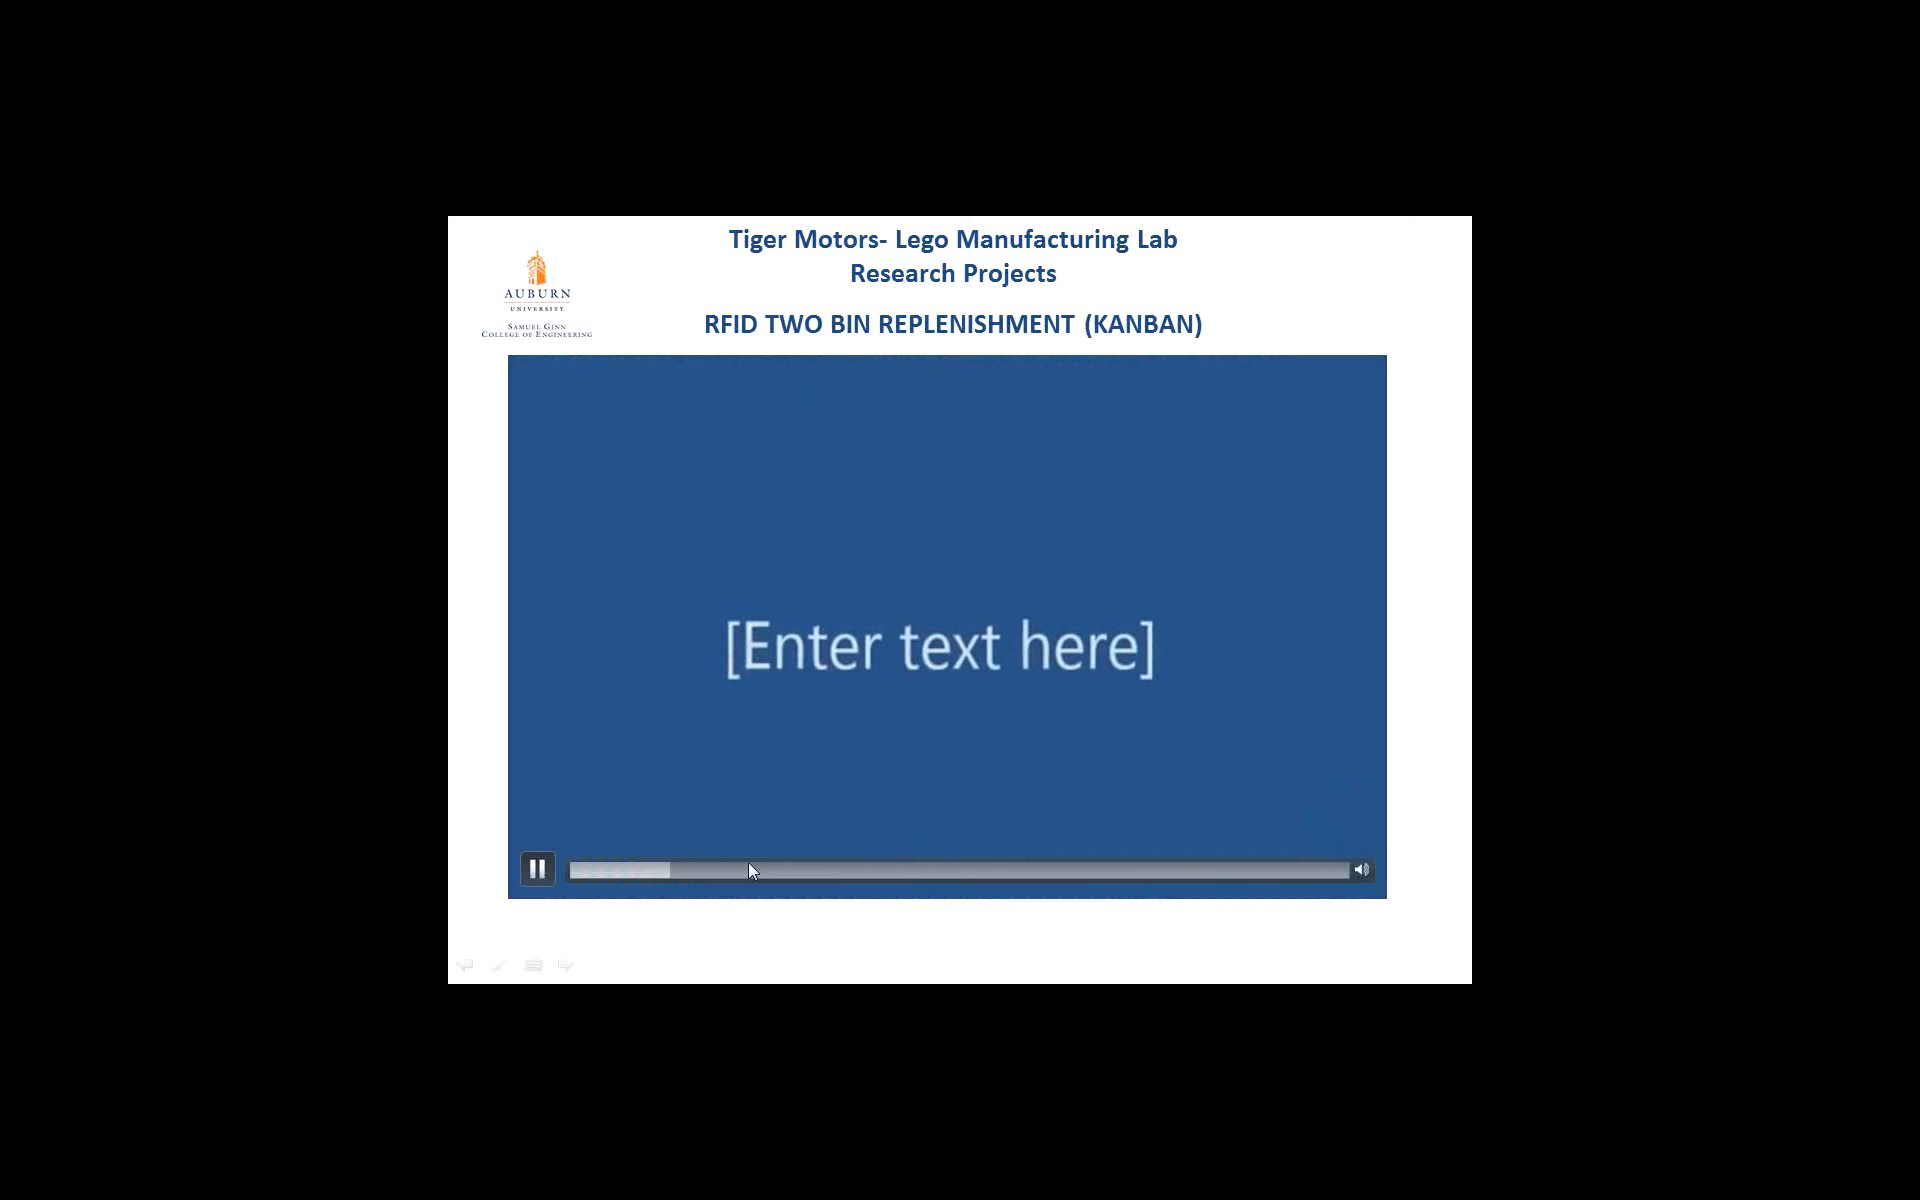 Tiger Motors- Lego Manufacturing Lab
Research Projects
AUBURN
UNIVERSITY
SAMUEL GINN
COLLEGE OF ENGINEERING
RFID TWO BIN REPLENISHMENT (KANBAN)
[Enter text here]